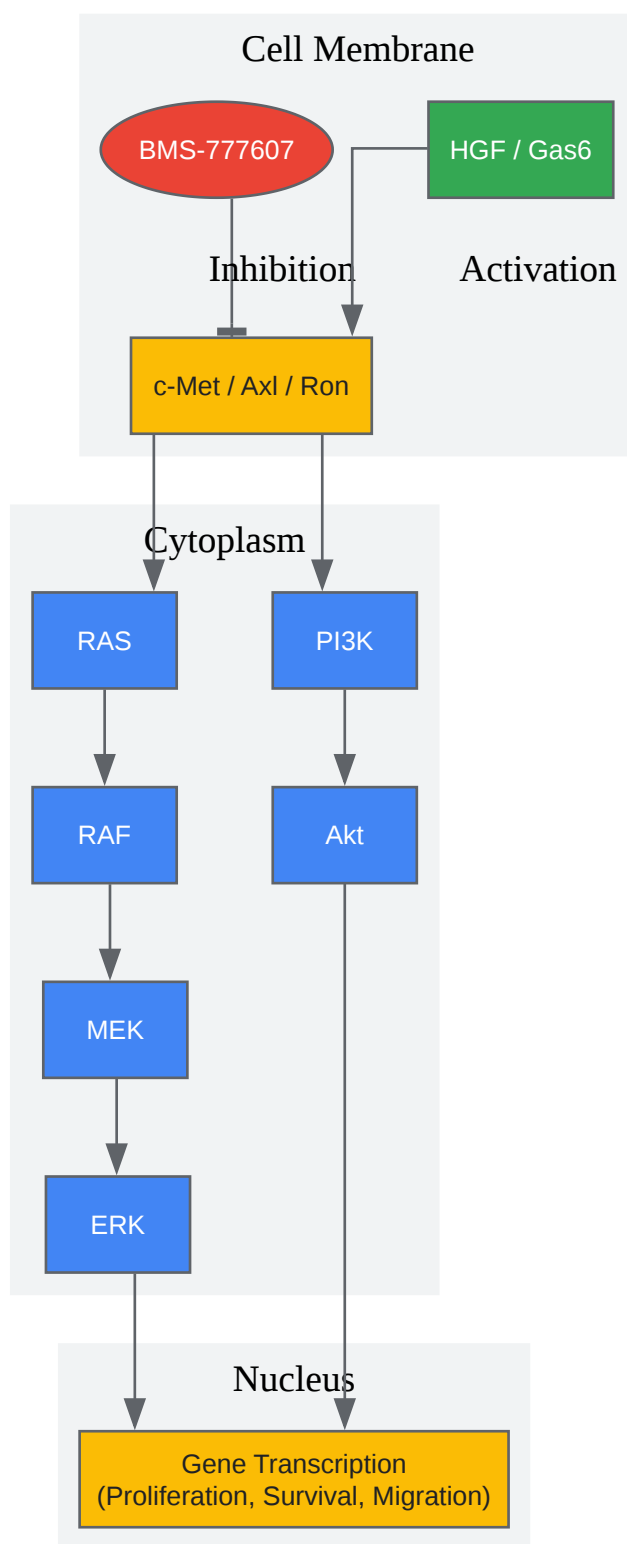 Cell Membrane
BMS-777607
HGF / Gas6
Inhibition
Activation
c-Met / Axl / Ron
Cytoplasm
RAS
PI3K
RAF
Akt
MEK
ERK
Nucleus
Gene Transcription
(Proliferation, Survival, Migration)